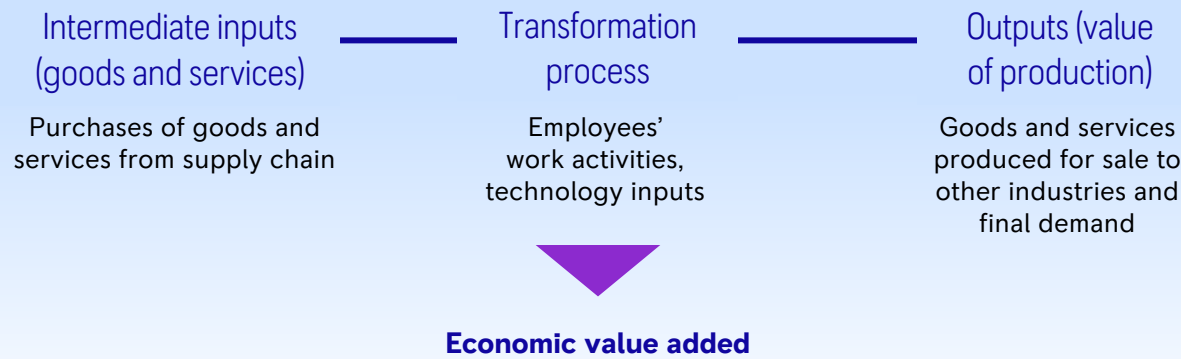 Intermediate inputs
(goods and services)
Purchases of goods and
services from supply chain
Transformation
process
Employees’
work activities,
technology inputs
Outputs (value
of production)
Goods and services
produced for sale to
other industries and
final demand
Economic value added